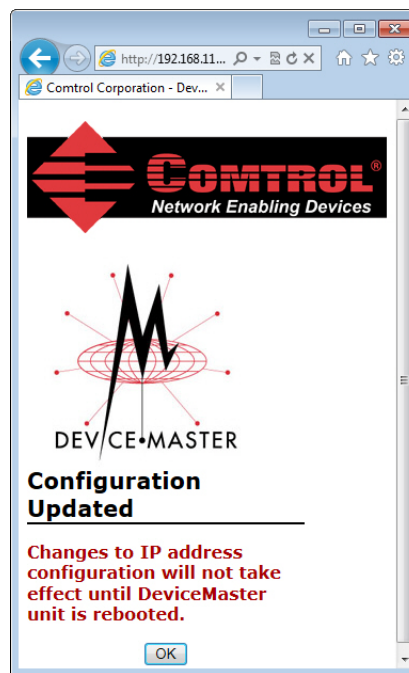 http://192.168.11...
Comtrol Corporation - Dev...
COMTROL®
Network Enabling Devices
DEVICE•MASTER
Configuration
Updated
Changes to IP address
configuration will not take
effect until DeviceMaster
unit is rebooted.
OK